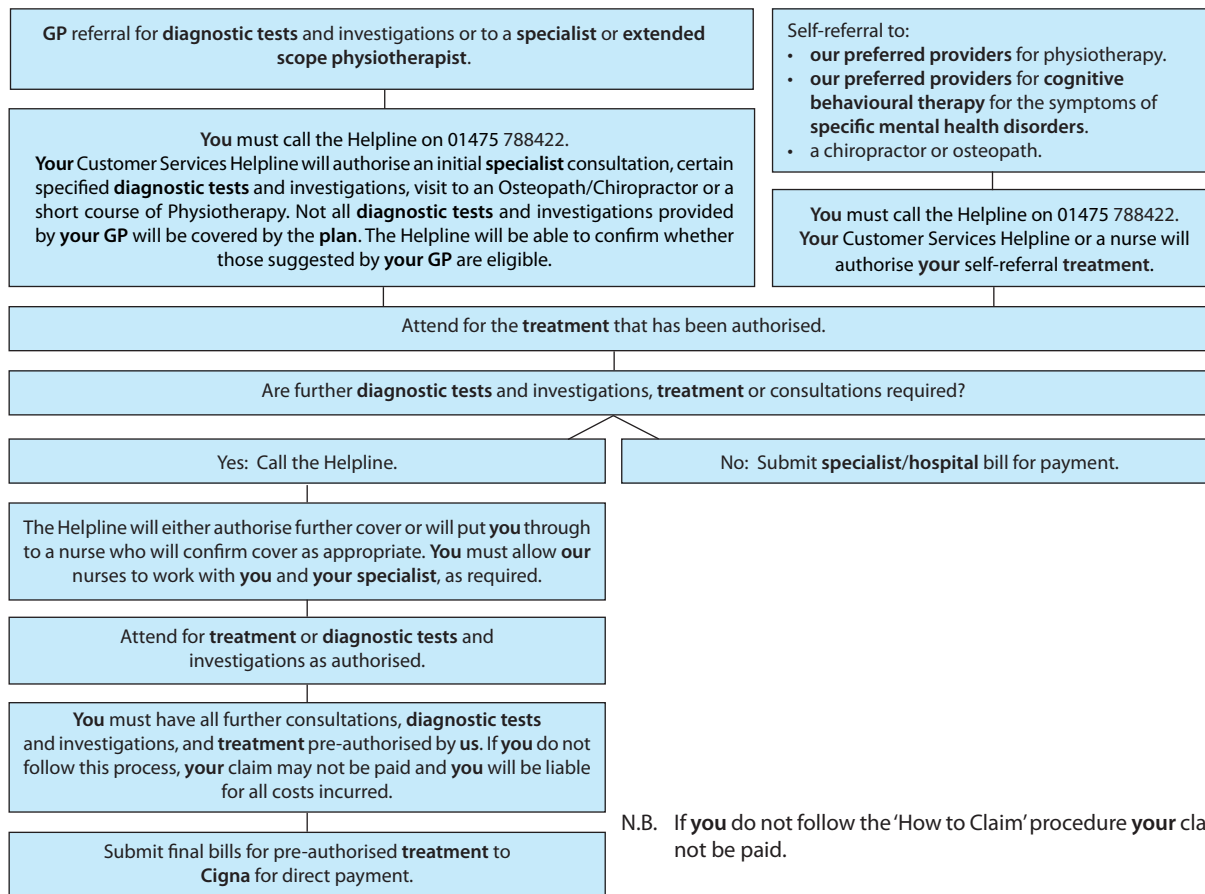 GP referral for diagnostic tests and investigations or to a specialist or extended
scope physiotherapist.
Self-referral to:
• our preferred providers for physiotherapy.
• our preferred providers for cognitive
behavioural therapy for the symptoms of
specific mental health disorders.
• a chiropractor or osteopath.
You must call the Helpline on 01475 788422.
Your Customer Services Helpline will authorise an initial specialist consultation, certain
specified diagnostic tests and investigations, visit to an Osteopath/Chiropractor or a
short course of Physiotherapy. Not all diagnostic tests and investigations provided
by your GP will be covered by the plan. The Helpline will be able to confirm whether
those suggested by your GP are eligible.
You must call the Helpline on 01475 788422.
Your Customer Services Helpline or a nurse will
authorise your self-referral treatment.
Attend for the treatment that has been authorised.
Are further diagnostic tests and investigations, treatment or consultations required?
Yes: Call the Helpline.
No: Submit specialist/hospital bill for payment.
The Helpline will either authorise further cover or will put you through
to a nurse who will confirm cover as appropriate. You must allow our
nurses to work with you and your specialist, as required.
Attend for treatment or diagnostic tests and
investigations as authorised.
You must have all further consultations, diagnostic tests
and investigations, and treatment pre-authorised by us. If you do not
follow this process, your claim may not be paid and you will be liable
for all costs incurred.
Submit final bills for pre-authorised treatment to
Cigna for direct payment.
N.B. If you do not follow the 'How to Claim' procedure your cla
not be paid.